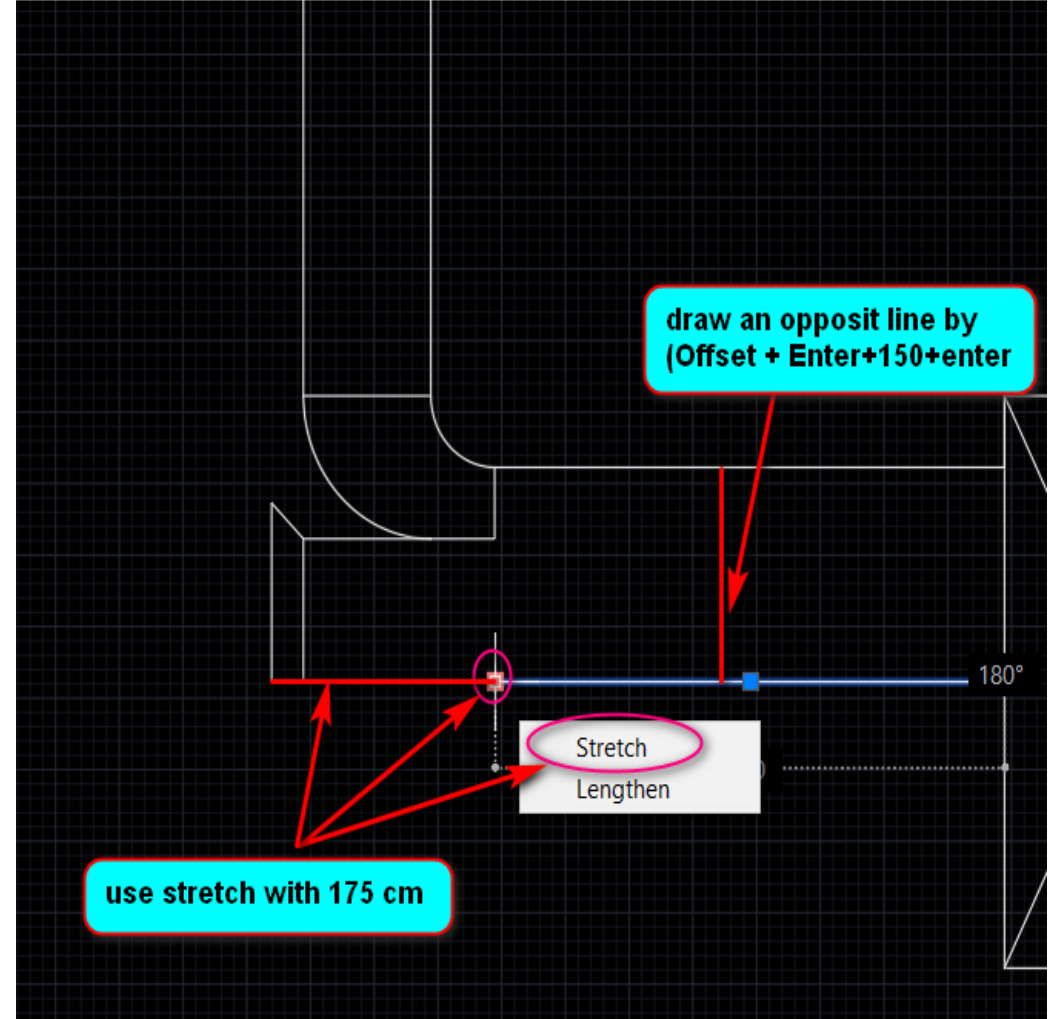 draw an opposit line by
(Offset + Enter+150+enter
180°
Stretch
Lengthen
use stretch with 175 cm